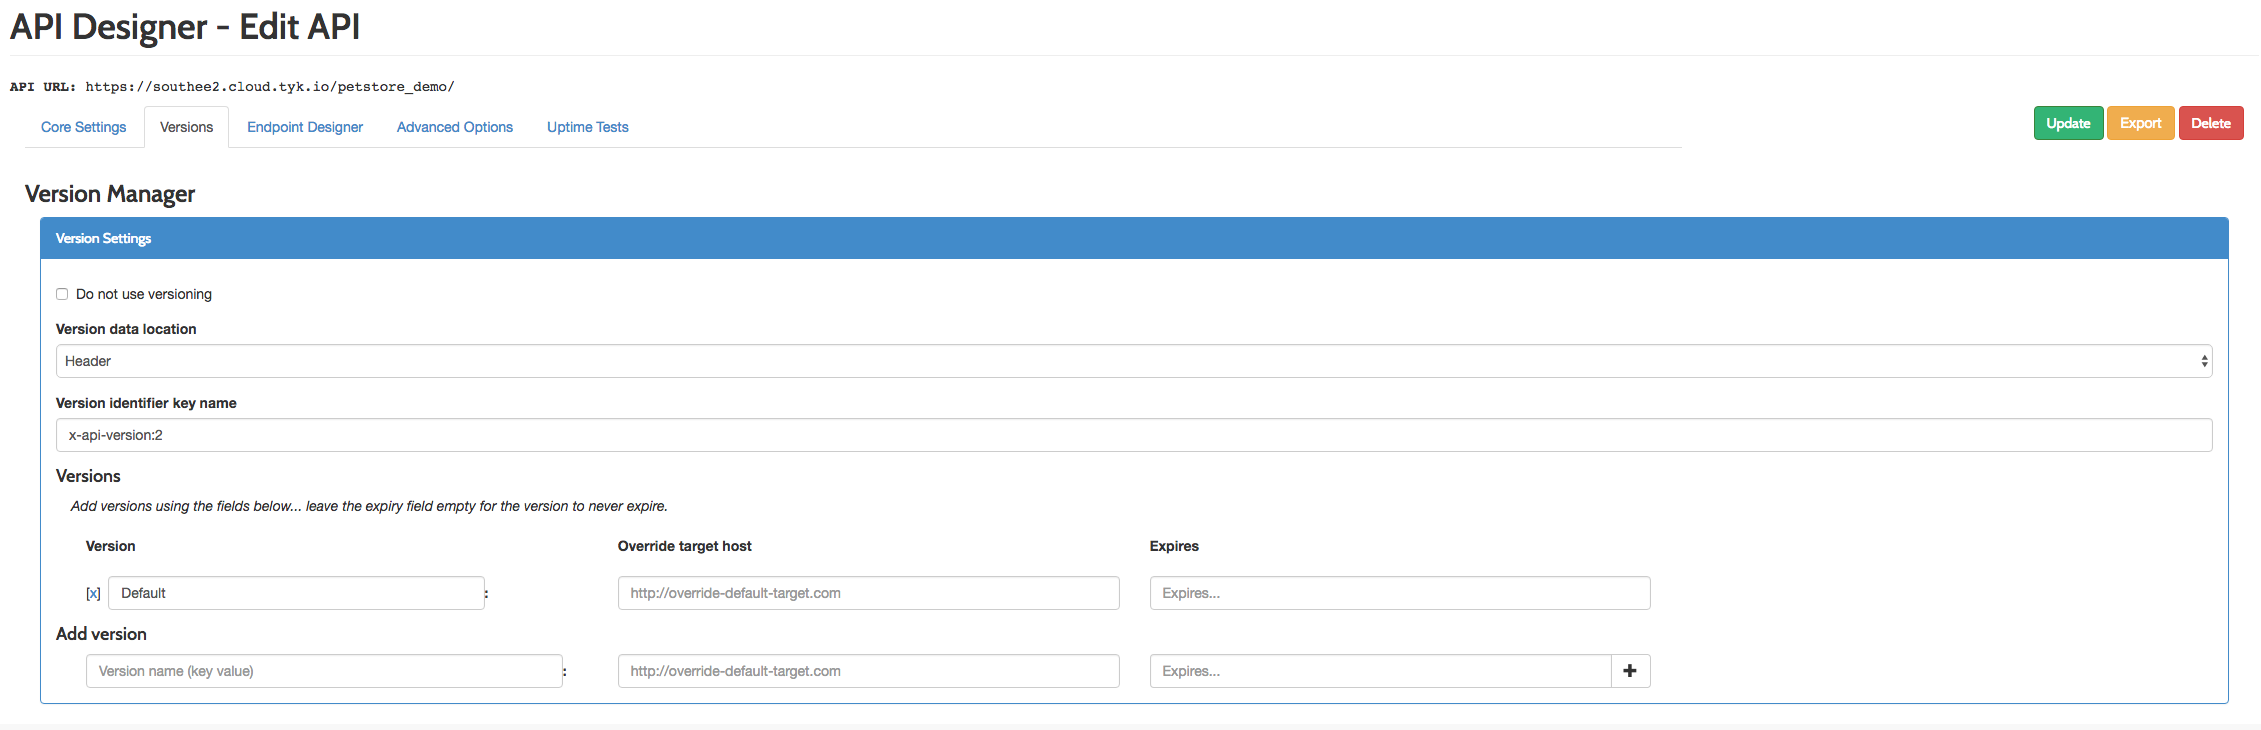 API Designer - Edit API
API URL: https://southee2.cloud.tyk.io/petstore_demo/
Core Settings Versions Endpoint Designer Advanced Options Uptime Tests Update Export Delete
Version Manager
Version Settings
Do not use versioning
Version data location
Header
Version identifier key name
x-api-version:2
Versions
Add versions using the fields below... leave the expiry field empty for the version to never expire.
Version Override target host Expires
[x] Default : http://override-default-target.com Expires...
Add version
Version name (key value) : http://override-default-target.com Expires... +